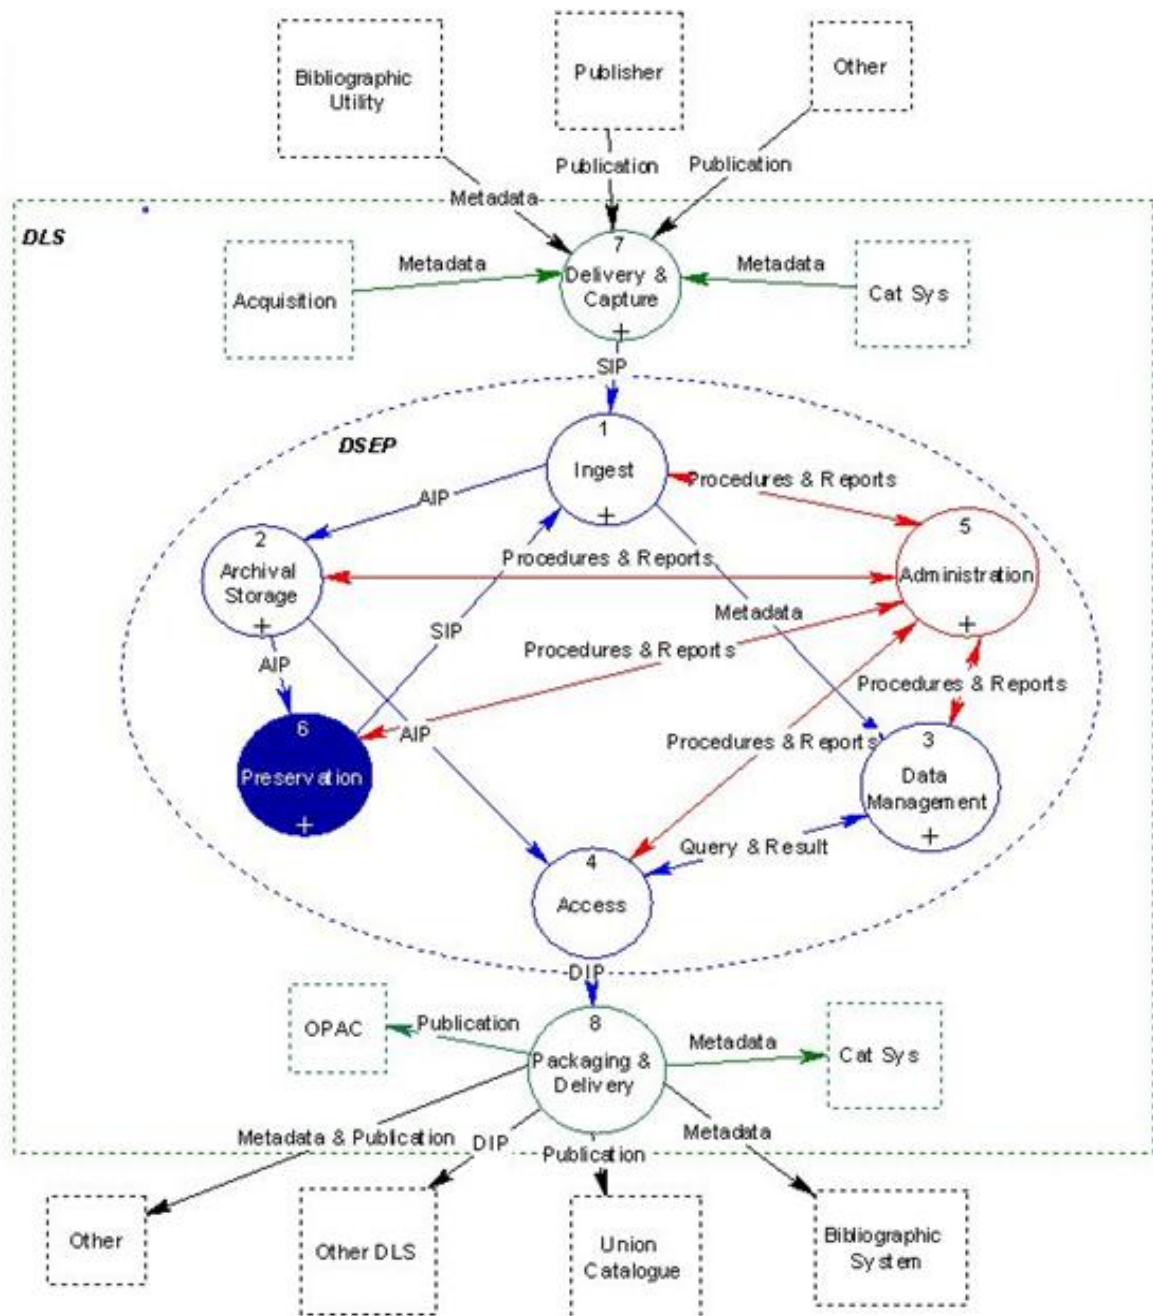 Bibliographic
Utility
Publisher
Other
Metadata
Publication
Publication
DLS
Acquisition
Metadata
7
Delivery &
Capture
+
Metadata
Cat Sys
SIP
DSEP
1
Ingest
+
AIP
Procedures & Reports
2
Archival
Storage
+
Procedures & Reports
5
Administration
+
SIP
Metadata
AIP
Procedures & Reports
Procedures & Reports
6
Preservation
+
AIP
Procedures & Reports
3
Data
Management
+
Query & Result
4
Access
DIP
OPAC
Publication
8
Packaging &
Delivery
Metadata
Cat Sys
Metadata & Publication
DIP
Publication
Metadata
Other
Other DLS
Union
Catalogue
Bibliographic
System